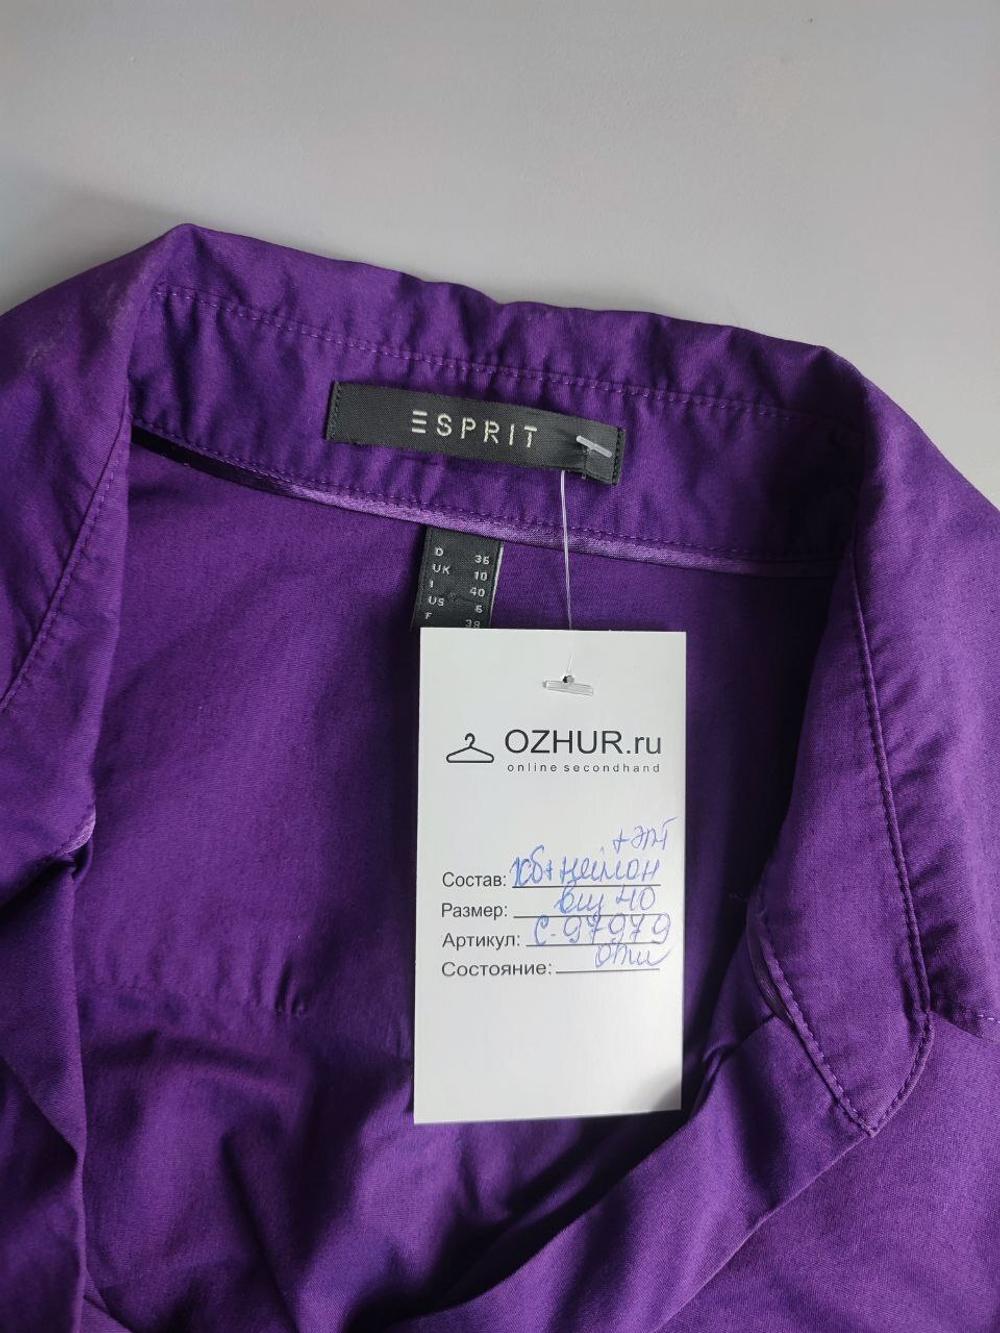 ESPRIT
D 36
UK 10
I 40
US 6
F 38
OZHUR.ru
online secondhand
+ эл
Состав: хб+нейлон
Размер: 40
Артикул: С-97979
Состояние: отл